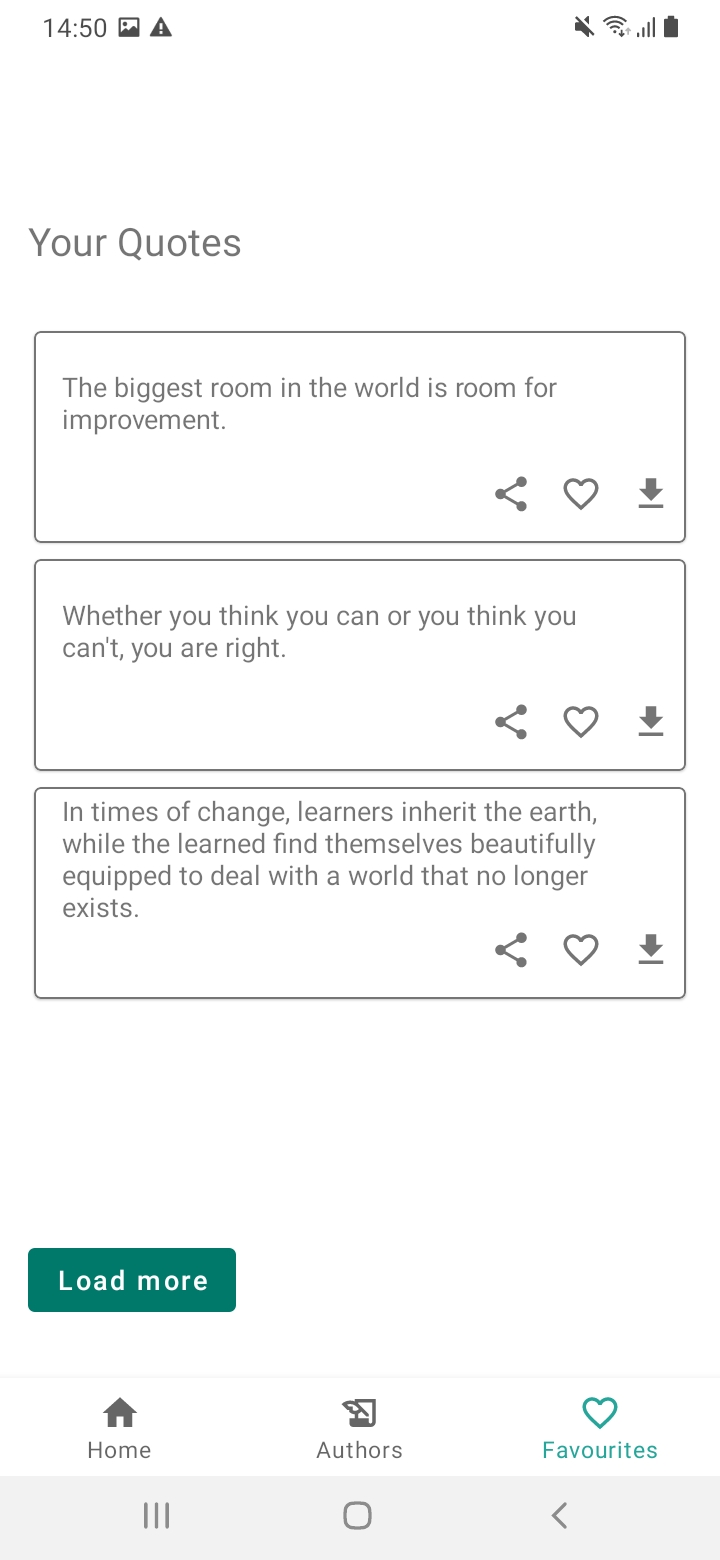 14:50
Your Quotes
The biggest room in the world is room for
improvement.
Whether you think you can or you think you
can't, you are right.
In times of change, learners inherit the earth,
while the learned find themselves beautifully
equipped to deal with a world that no longer
exists.
Load more
Home
Authors
Favourites